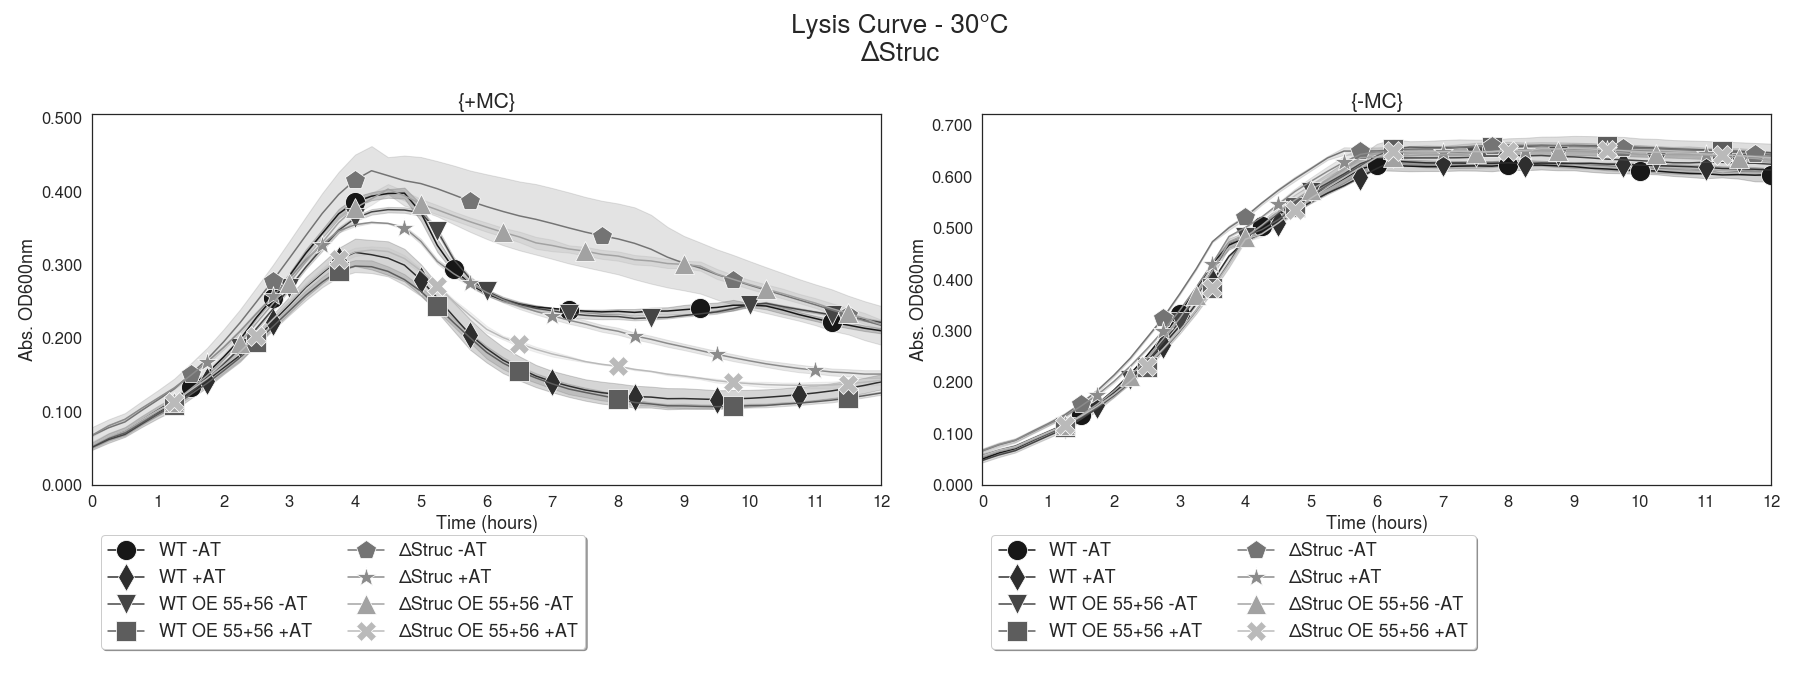 Lysis Curve - 30°C
ΔStruc
{+MC}
Abs. OD600nm
0.500
0.400
0.300
0.200
0.100
0.000
0 1 2 3 4 5 6 7 8 9 10 11 12
Time (hours)
WT -AT
WT +AT
WT OE 55+56 -AT
WT OE 55+56 +AT
ΔStruc -AT
ΔStruc +AT
ΔStruc OE 55+56 -AT
ΔStruc OE 55+56 +AT
{-MC}
Abs. OD600nm
0.700
0.600
0.500
0.400
0.300
0.200
0.100
0.000
0 1 2 3 4 5 6 7 8 9 10 11 12
Time (hours)
WT -AT
WT +AT
WT OE 55+56 -AT
WT OE 55+56 +AT
ΔStruc -AT
ΔStruc +AT
ΔStruc OE 55+56 -AT
ΔStruc OE 55+56 +AT